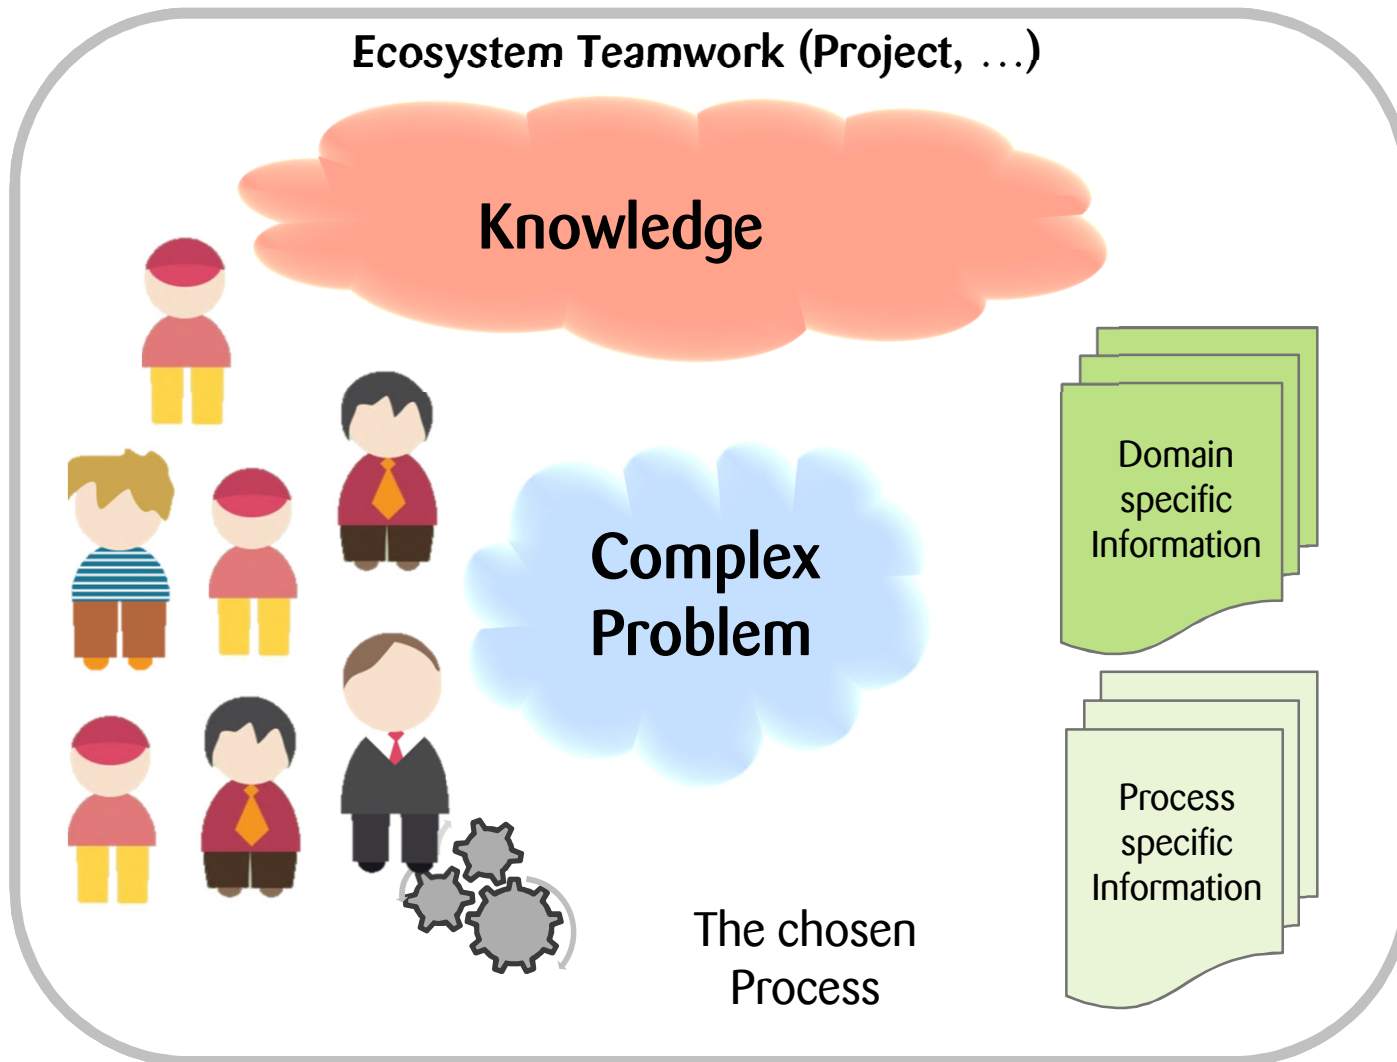 Ecosystem Teamwork (Project, …)
Knowledge
Complex
Problem
Domain
specific
Information
Process
specific
Information
The chosen
Process